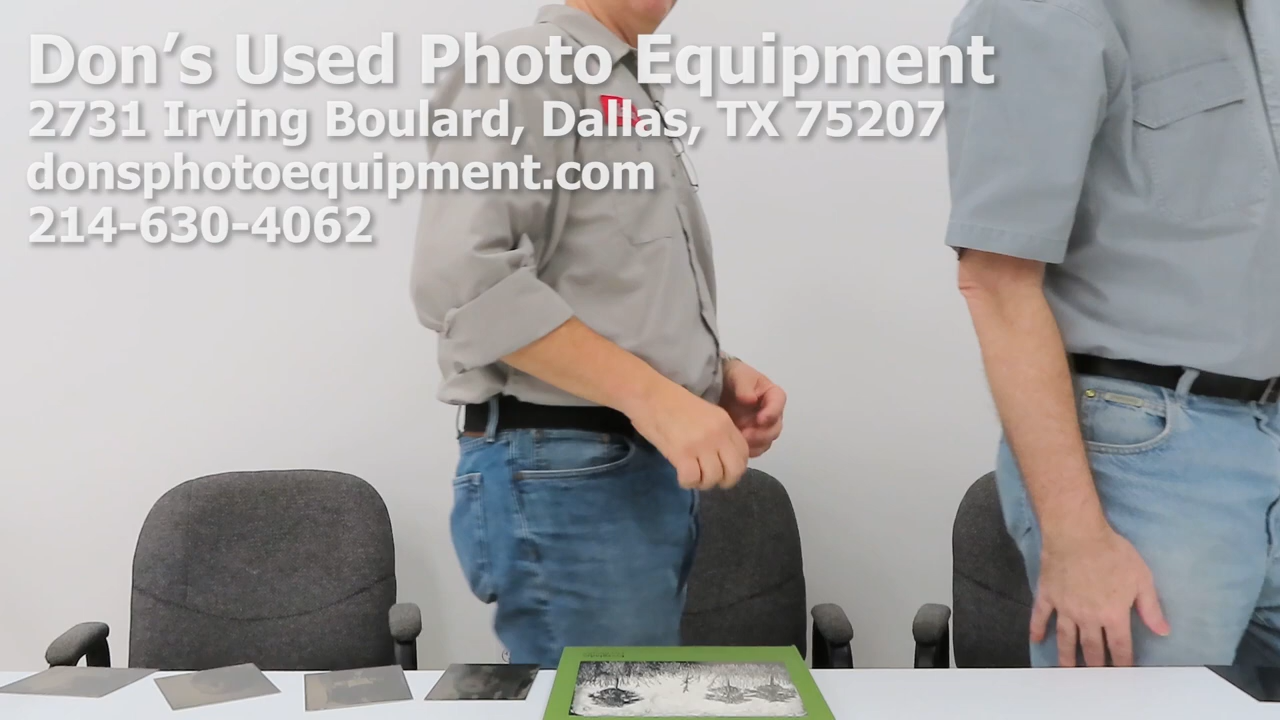 Don’s Used Photo Equipment
2731 Irving Boulard, Dallas, TX 75207
donsphotoequipment.com
214-630-4062